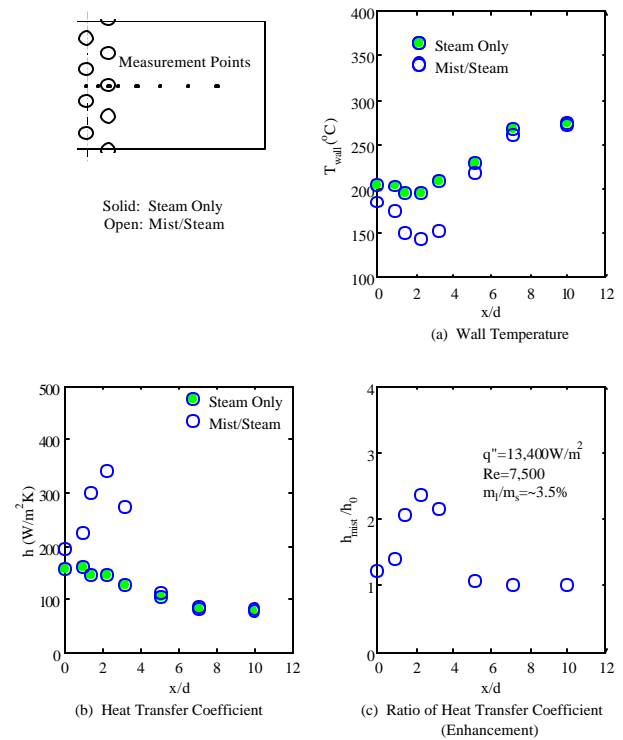 Measurement Points
Solid: Steam Only
Open: Mist/Steam
400
350
300
250
200
150
100
T_wall (°C)
Steam Only
Mist/Steam
0 2 4 6 8 10 12
x/d
(a) Wall Temperature
500
400
300
200
100
0
h (W/m²K)
Steam Only
Mist/Steam
0 2 4 6 8 10 12
x/d
(b) Heat Transfer Coefficient
4
3
2
1
0
h_mist /h_0
q"=13,400W/m²
Re=7,500
m_l/m_s=~3.5%
0 2 4 6 8 10 12
x/d
(c) Ratio of Heat Transfer Coefficient
(Enhancement)